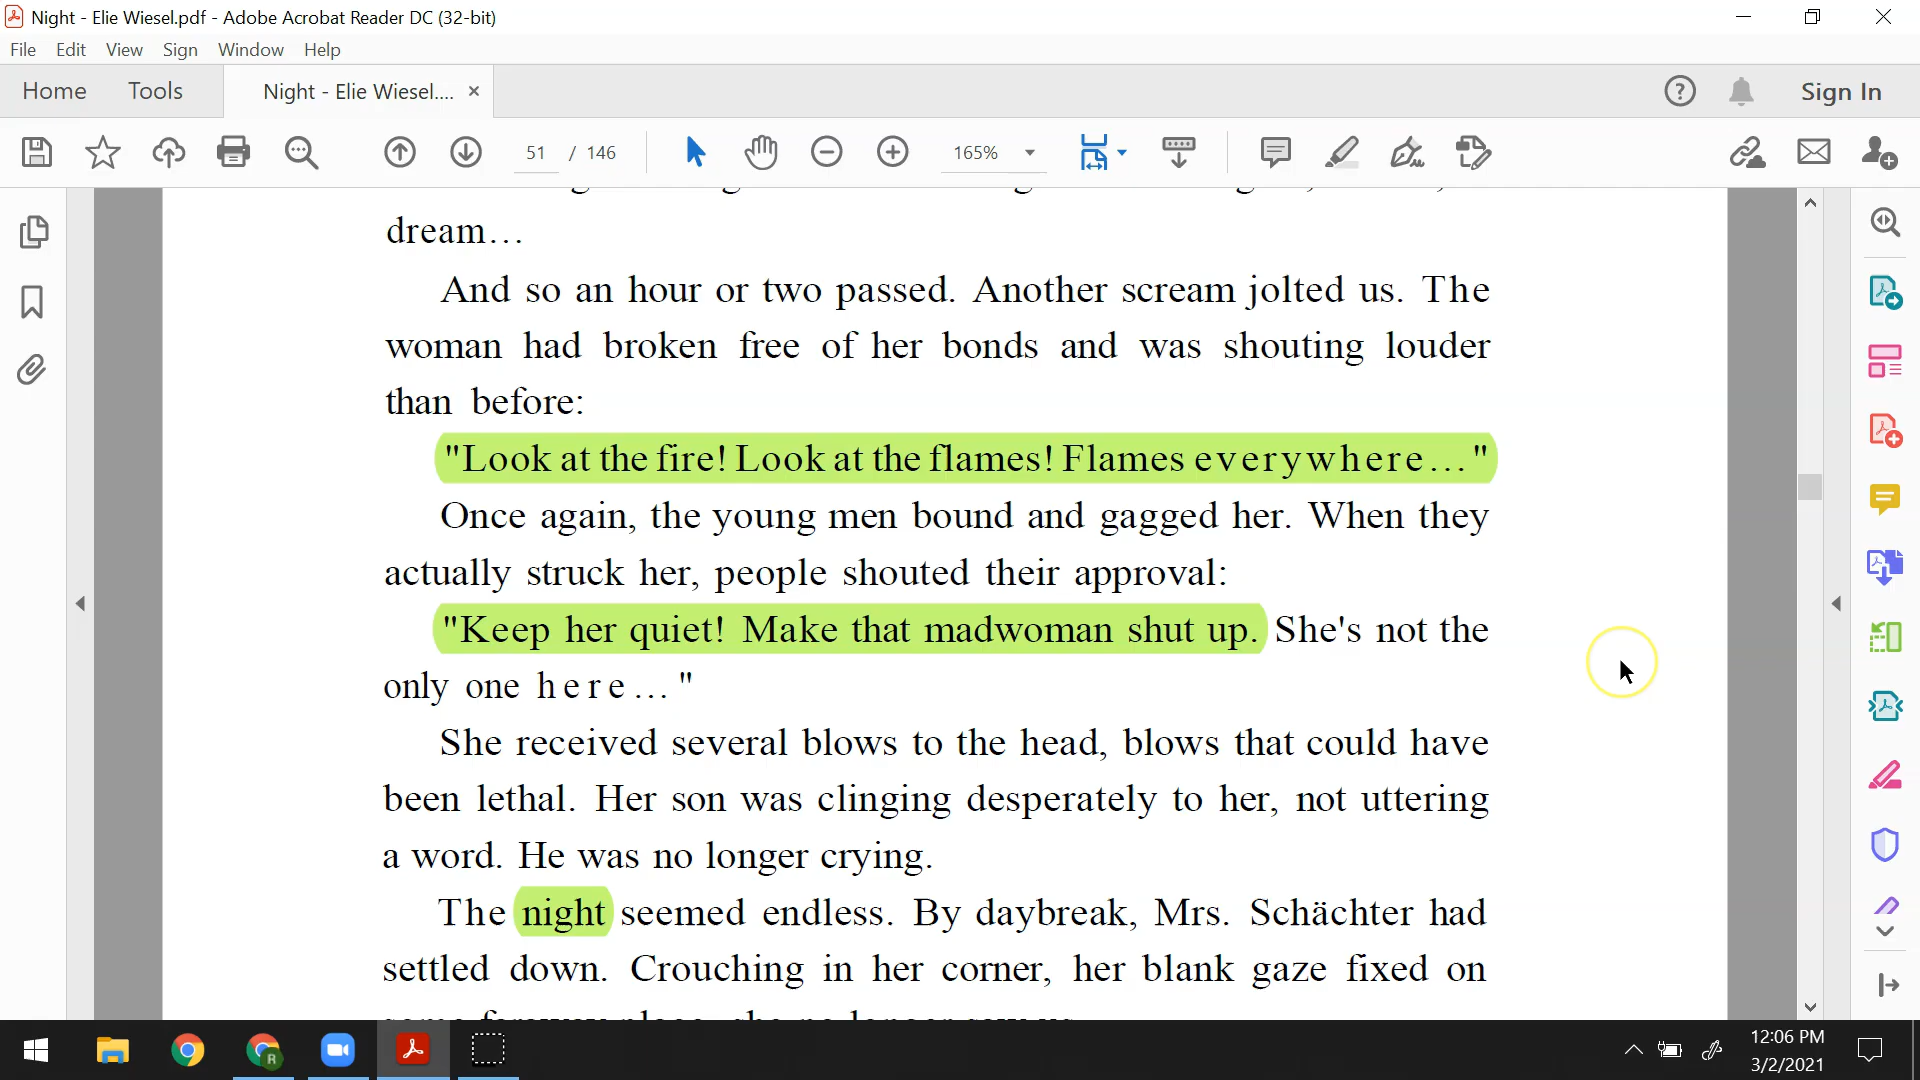 Night - Elie Wiesel.pdf - Adobe Acrobat Reader DC (32-bit)
File Edit View Sign Window Help
Home Tools Night - Elie Wiesel.... × Sign In
51 / 146 165%
dream...
And so an hour or two passed. Another scream jolted us. The
woman had broken free of her bonds and was shouting louder
than before:
"Look at the fire! Look at the flames! Flames everywhere..."
Once again, the young men bound and gagged her. When they
actually struck her, people shouted their approval:
"Keep her quiet! Make that madwoman shut up. She's not the
only one here..."
She received several blows to the head, blows that could have
been lethal. Her son was clinging desperately to her, not uttering
a word. He was no longer crying.
The night seemed endless. By daybreak, Mrs. Schächter had
settled down. Crouching in her corner, her blank gaze fixed on
12:06 PM
3/2/2021